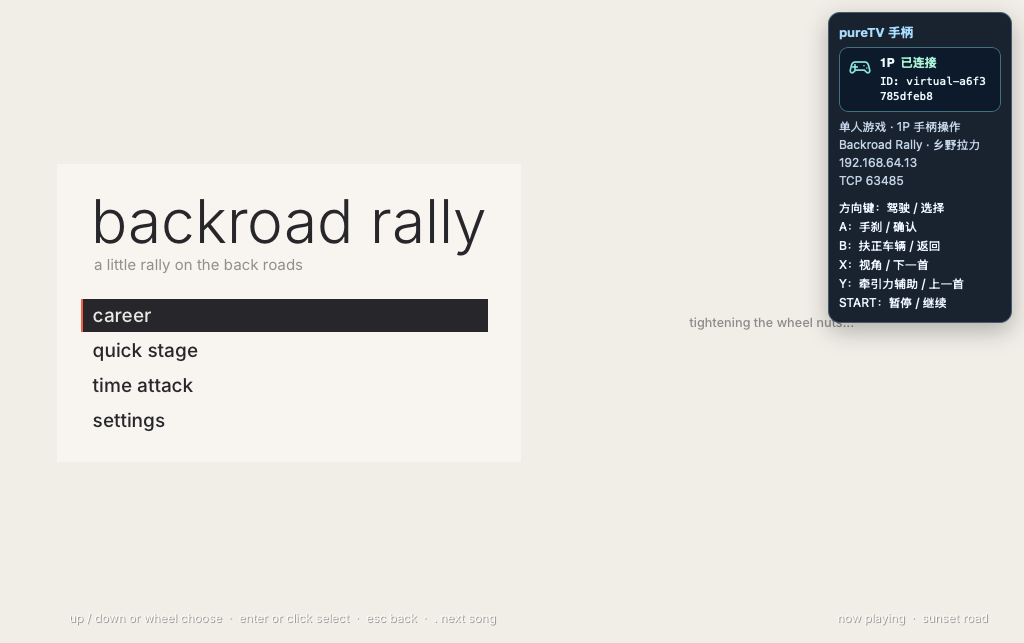 backroad rally
a little rally on the back roads
career
quick stage
time attack
settings
tightening the wheel nuts...
up / down or wheel choose · enter or click select · esc back · . next song
now playing · sunset road
pureTV 手柄
1P 已连接
ID: virtual-a6f3
785dfeb8
单人游戏 · 1P 手柄操作
Backroad Rally · 乡野拉力
192.168.64.13
TCP 63485
方向键：驾驶 / 选择
A：手刹 / 确认
B：扶正车辆 / 返回
X：视角 / 下一首
Y：牵引力辅助 / 上一首
START：暂停 / 继续